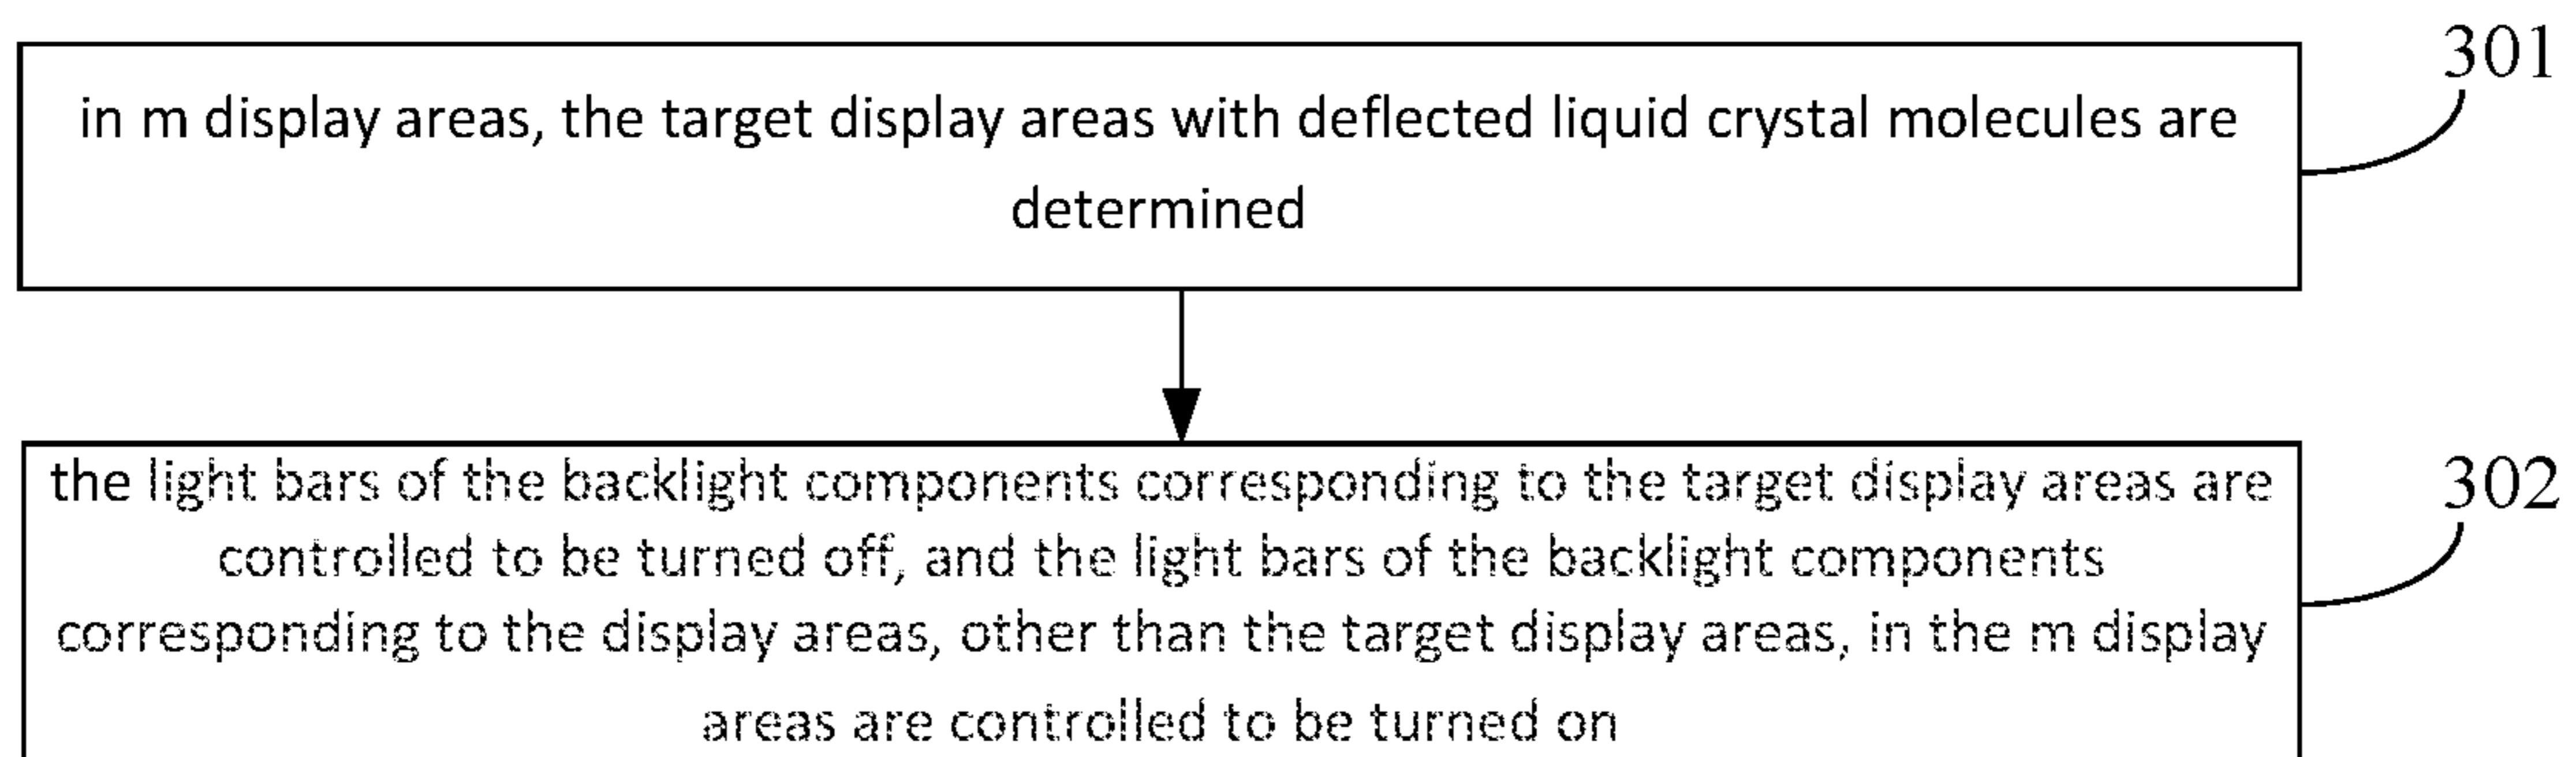 301
in m display areas, the target display areas with deflected liquid crystal molecules are
determined
302
the light bars of the backlight components corresponding to the target display areas are
controlled to be turned off, and the light bars of the backlight components
corresponding to the display areas, other than the target display areas, in the m display
areas are controlled to be turned on